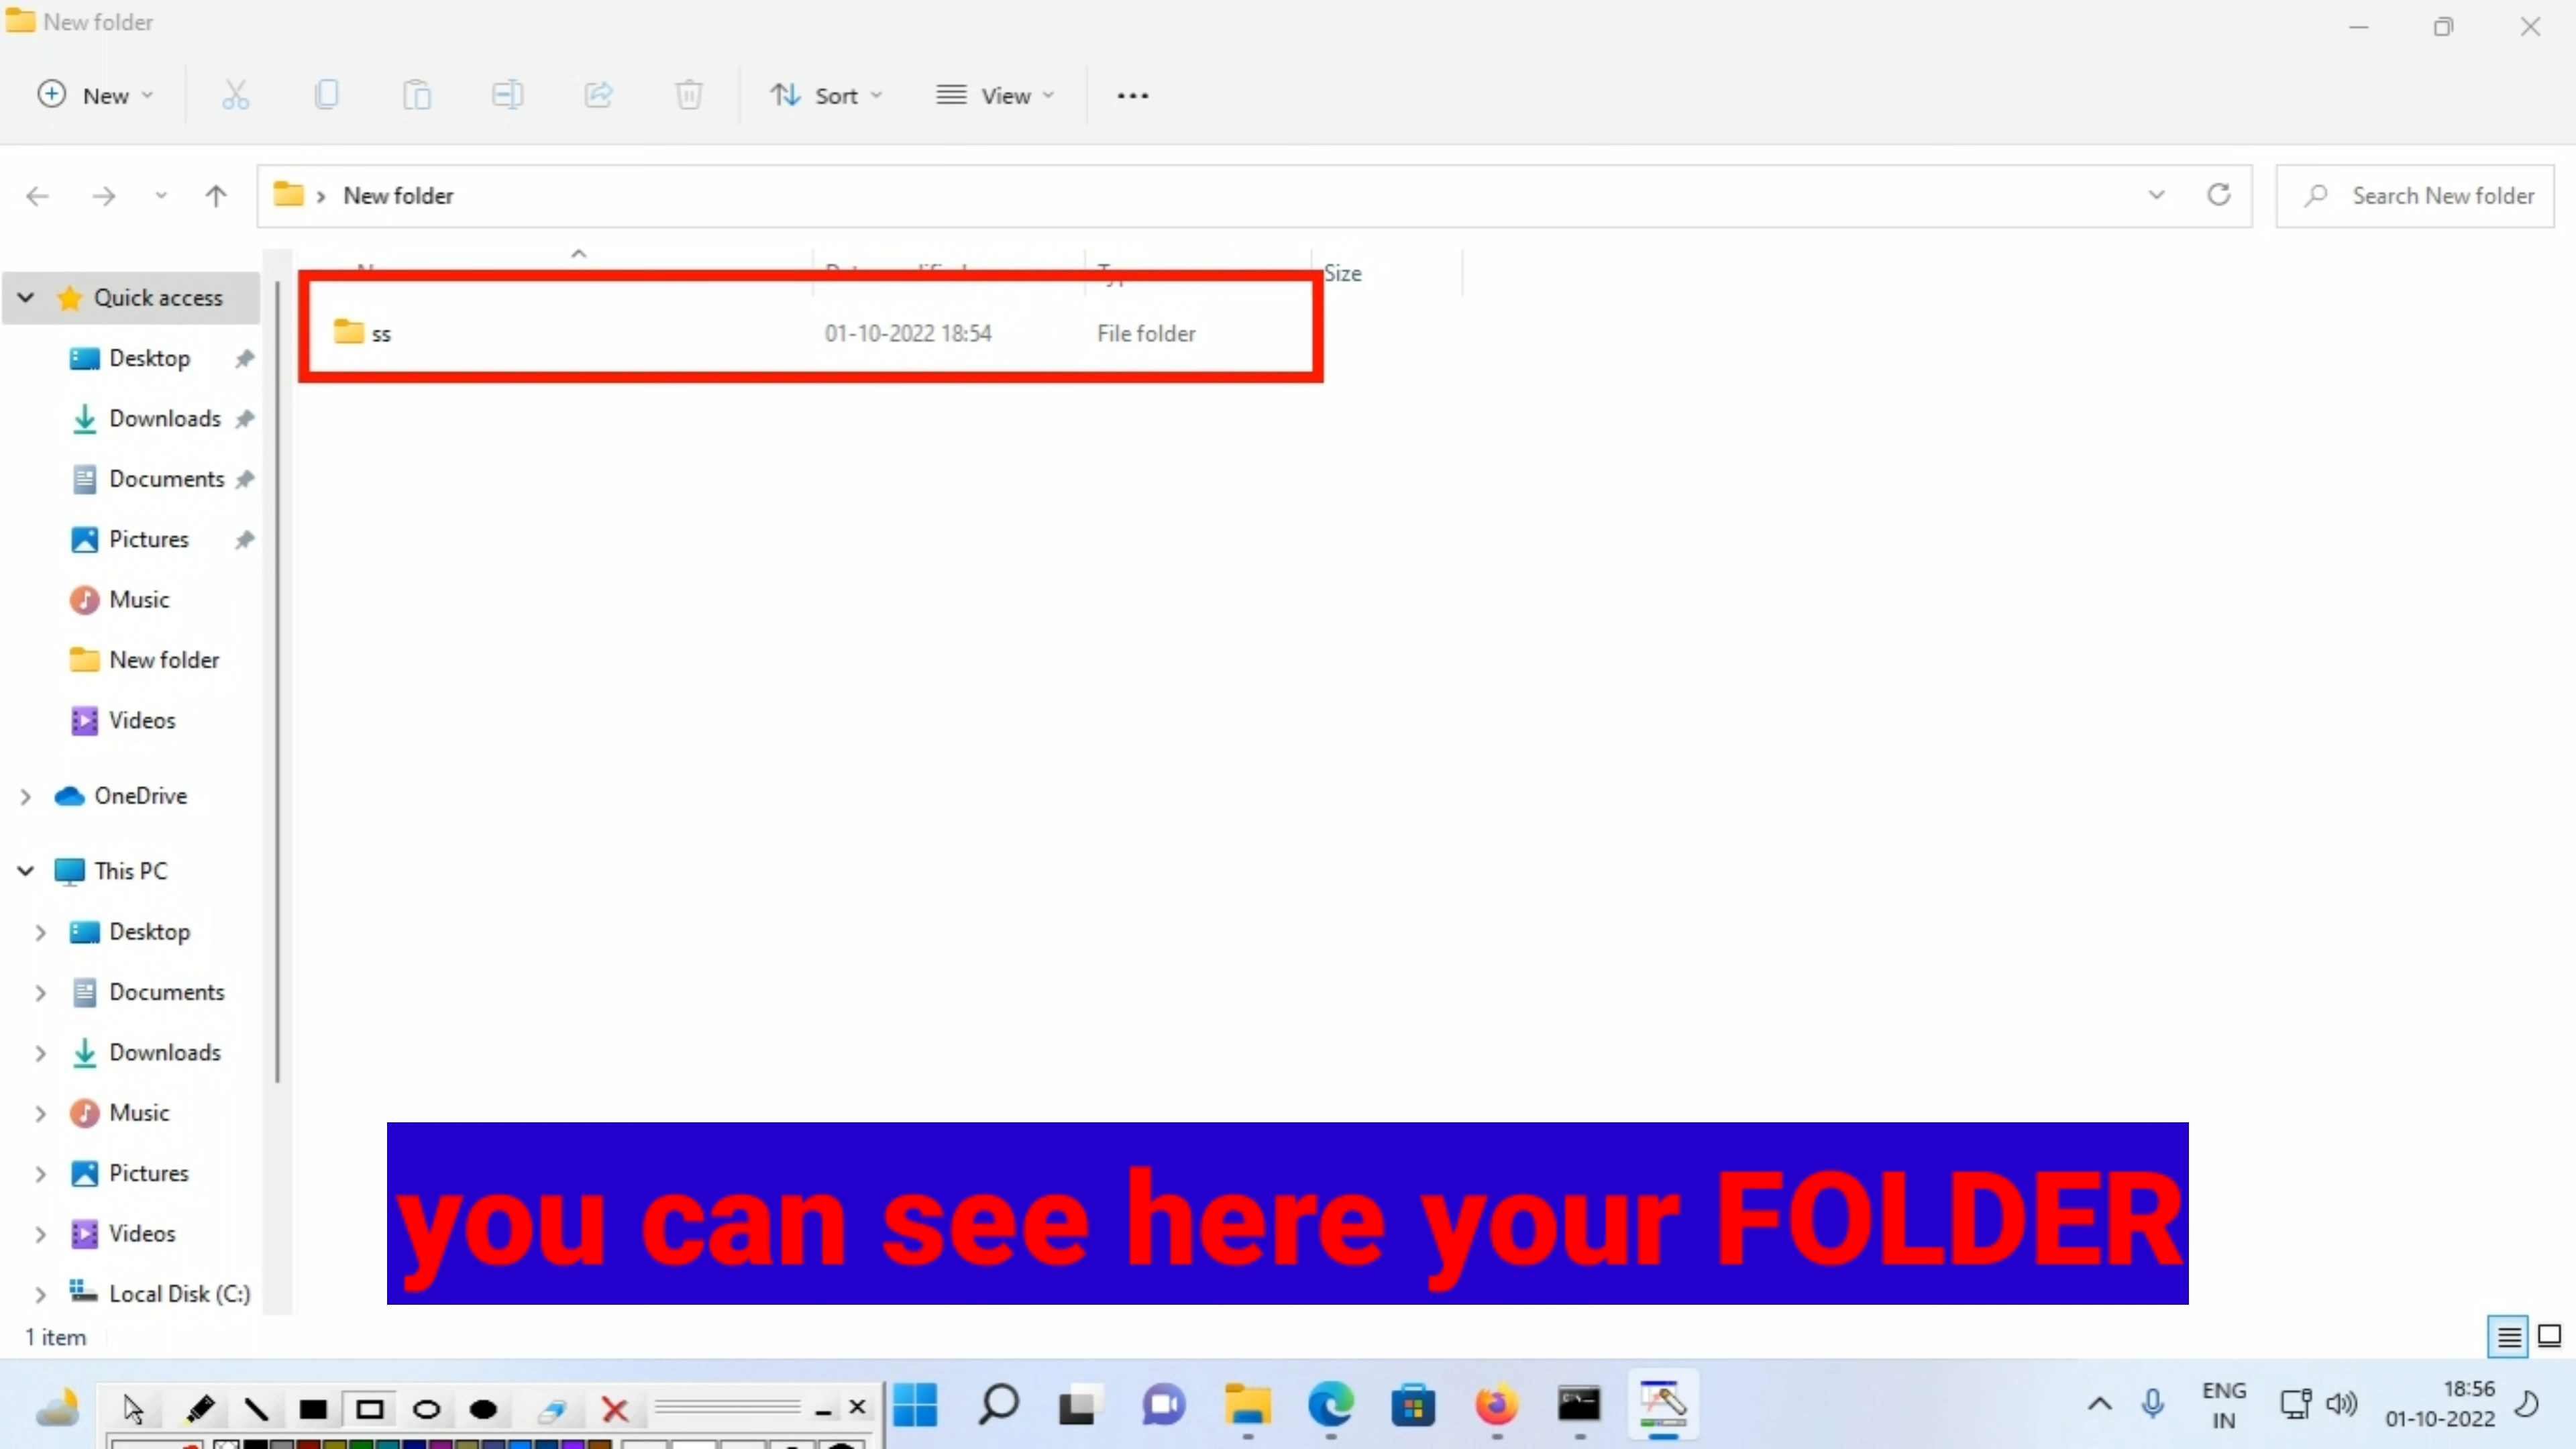 New folder
New
Sort
View
New folder
Search New folder
Size
Quick access
ss
01-10-2022 18:54
File folder
Desktop
Downloads
Documents
Pictures
Music
New folder
Videos
OneDrive
This PC
Desktop
Documents
Downloads
Music
Pictures
Videos
Local Disk (C:)
you can see here your FOLDER
1 item
ENG
IN
18:56
01-10-2022